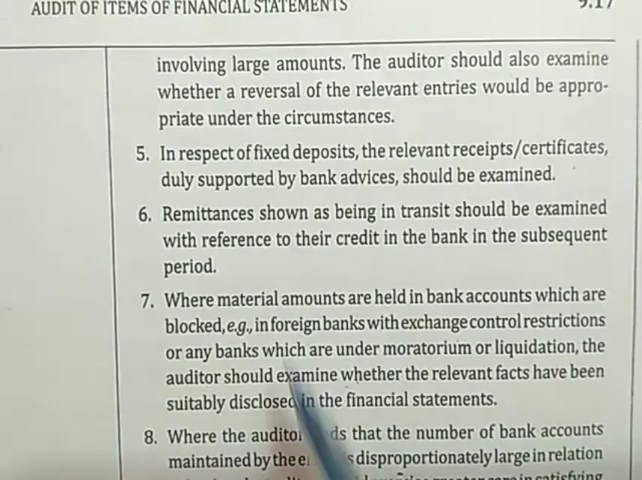 AUDIT OF ITEMS OF FINANCIAL STATEMENTS 9.17
involving large amounts. The auditor should also examine
whether a reversal of the relevant entries would be appro-
priate under the circumstances.
5. In respect of fixed deposits, the relevant receipts/certificates,
duly supported by bank advices, should be examined.
6. Remittances shown as being in transit should be examined
with reference to their credit in the bank in the subsequent
period.
7. Where material amounts are held in bank accounts which are
blocked, e.g., in foreign banks with exchange control restrictions
or any banks which are under moratorium or liquidation, the
auditor should examine whether the relevant facts have been
suitably disclosed in the financial statements.
8. Where the auditor ds that the number of bank accounts
maintained by the disproportionately large in relation
in satisfying